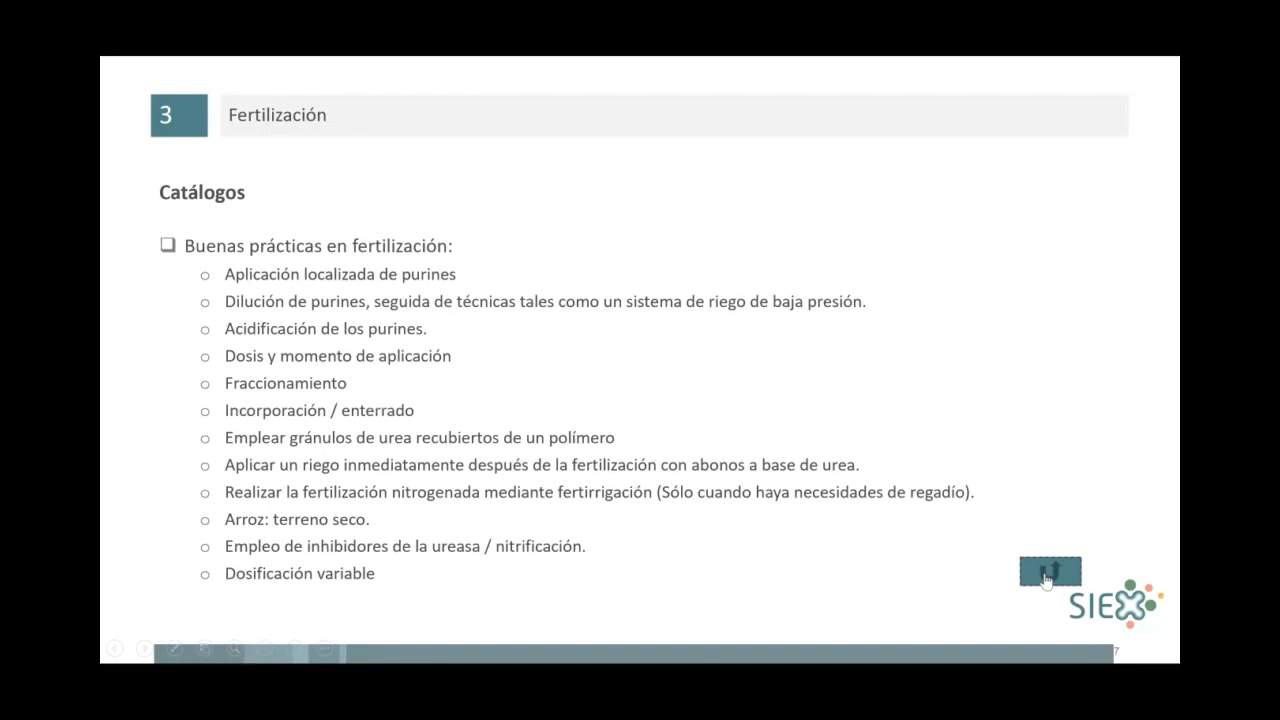 3
Fertilización
Catálogos
Buenas prácticas en fertilización:
Aplicación localizada de purines
Dilución de purines, seguida de técnicas tales como un sistema de riego de baja presión.
Acidificación de los purines.
Dosis y momento de aplicación
Fraccionamiento
Incorporación / enterrado
Emplear gránulos de urea recubiertos de un polímero
Aplicar un riego inmediatamente después de la fertilización con abonos a base de urea.
Realizar la fertilización nitrogenada mediante fertirrigación (Sólo cuando haya necesidades de regadío).
Arroz: terreno seco.
Empleo de inhibidores de la ureasa / nitrificación.
Dosificación variable
SIEX
7